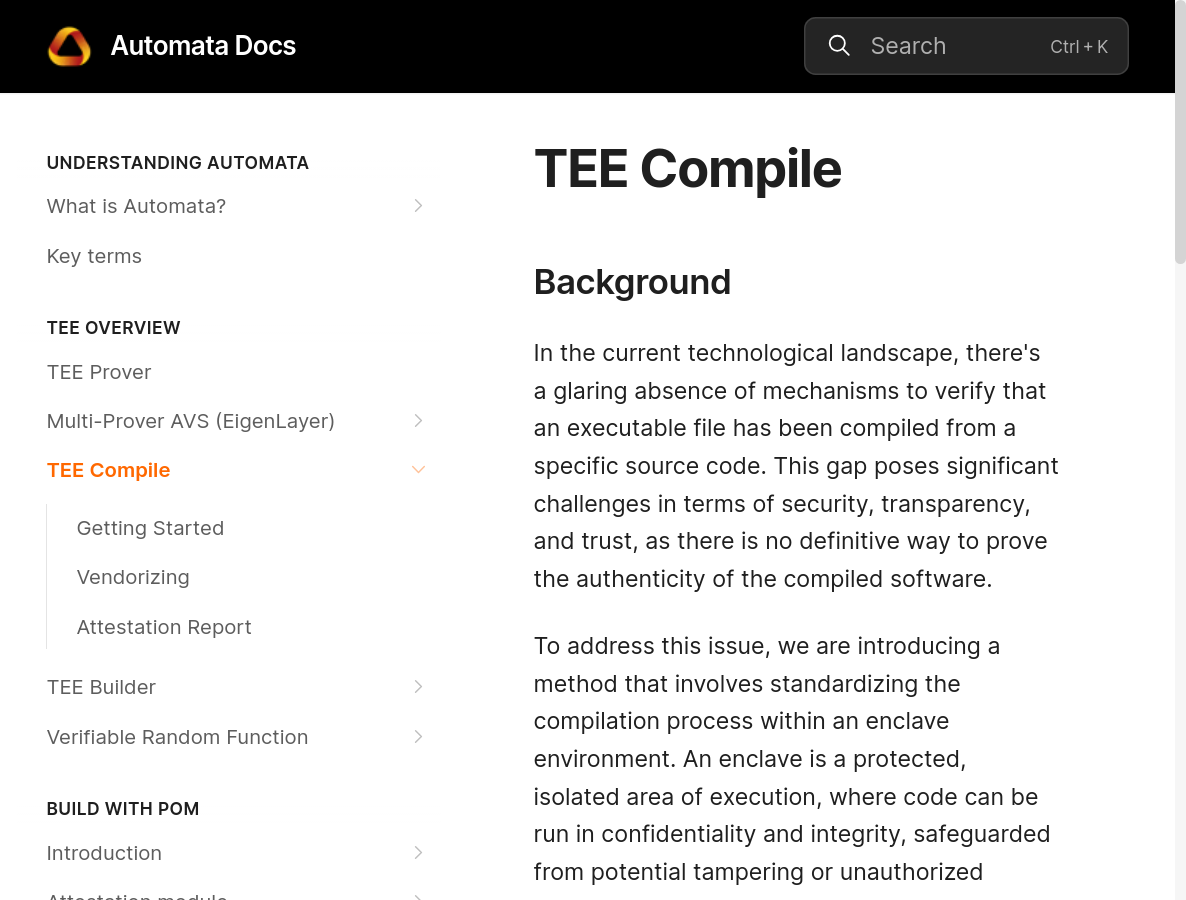 Automata Docs
Search
Ctrl + K
UNDERSTANDING AUTOMATA
What is Automata?
Key terms
TEE OVERVIEW
TEE Prover
Multi-Prover AVS (EigenLayer)
TEE Compile
Getting Started
Vendorizing
Attestation Report
TEE Builder
Verifiable Random Function
BUILD WITH POM
Introduction
Attestation module
TEE Compile
Background
In the current technological landscape, there's
a glaring absence of mechanisms to verify that
an executable file has been compiled from a
specific source code. This gap poses significant
challenges in terms of security, transparency,
and trust, as there is no definitive way to prove
the authenticity of the compiled software.
To address this issue, we are introducing a
method that involves standardizing the
compilation process within an enclave
environment. An enclave is a protected,
isolated area of execution, where code can be
run in confidentiality and integrity, safeguarded
from potential tampering or unauthorized